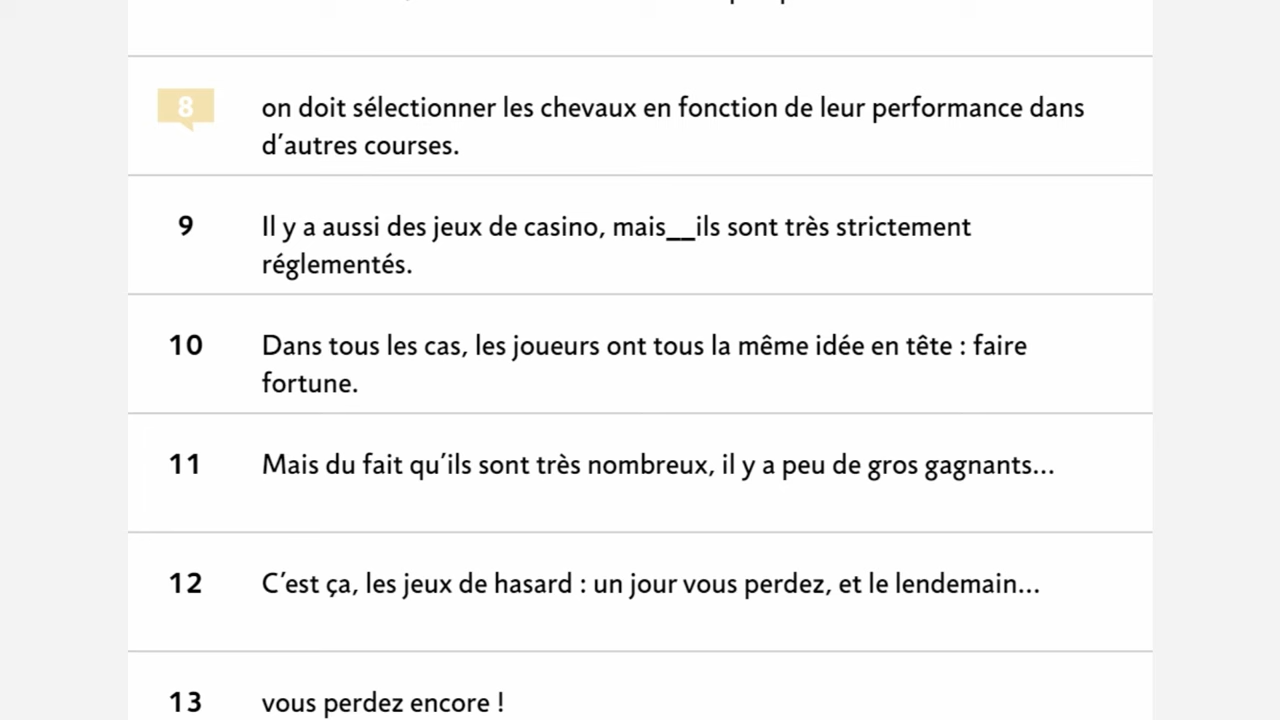 8
on doit sélectionner les chevaux en fonction de leur performance dans
d'autres courses.
9
Il y a aussi des jeux de casino, mais__ils sont très strictement
réglementés.
10
Dans tous les cas, les joueurs ont tous la même idée en tête : faire
fortune.
11
Mais du fait qu'ils sont très nombreux, il y a peu de gros gagnants...
12
C'est ça, les jeux de hasard : un jour vous perdez, et le lendemain...
13
vous perdez encore !